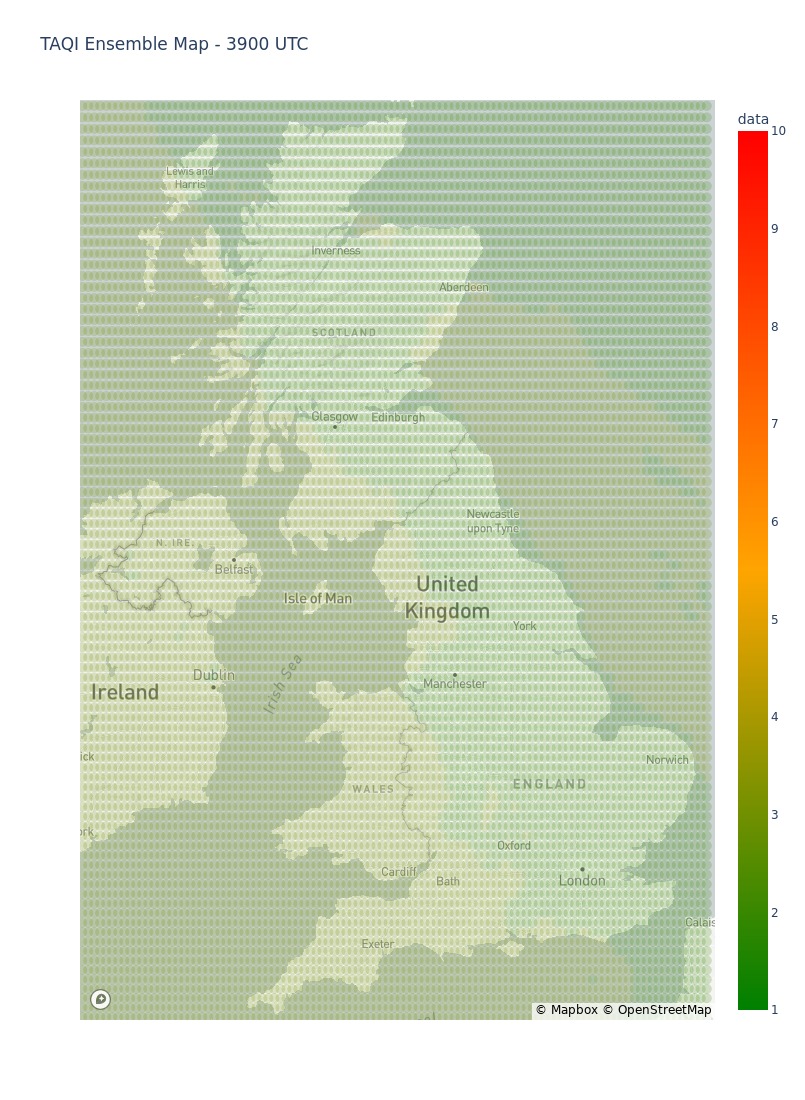 TAQI Ensemble Map - 3900 UTC
data
10
9
8
7
6
5
4
3
2
1
Lewis and
Harris
Inverness
Aberdeen
SCOTLAND
Glasgow
Edinburgh
Newcastle
upon Tyne
N. IRE.
Belfast
Isle of Man
United
Kingdom
York
Dublin
Irish Sea
Manchester
Ireland
ick
Norwich
WALES
ENGLAND
ork
Oxford
Cardiff
Bath
London
Calais
Exeter
© Mapbox © OpenStreetMap